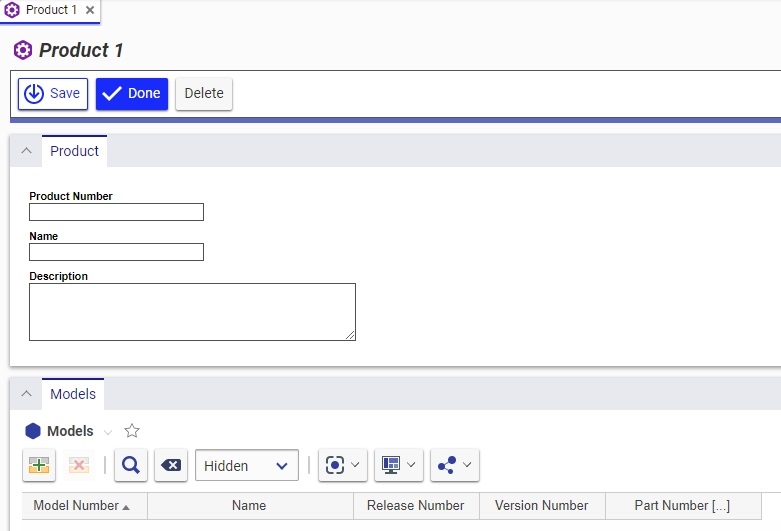 Product 1
Product 1
Save Done Delete
Product
Product Number
Name
Description
Models
Models
Hidden
Model Number Name Release Number Version Number Part Number [...]